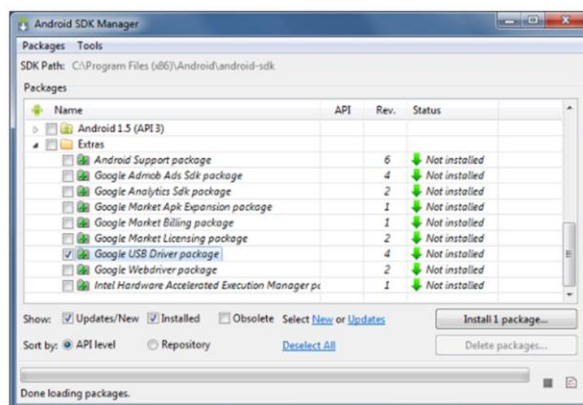 Android SDK Manager
Packages Tools
SDK Path: C:\Program Files (x86)\Android\android-sdk
Packages
Name API Rev. Status
Android 1.5 (API 3)
Extras
Android Support package 6 Not installed
Google Admob Ads Sdk package 4 Not installed
Google Analytics Sdk package 2 Not installed
Google Market Apk Expansion package 1 Not installed
Google Market Billing package 1 Not installed
Google Market Licensing package 2 Not installed
Google USB Driver package 4 Not installed
Google Webdriver package 2 Not installed
Intel Hardware Accelerated Execution Manager pc 1 Not installed
Show: Updates/New Installed Obsolete Select New or Updates Install 1 package...
Sort by: API level Repository Deselect All Delete packages...
Done loading packages.